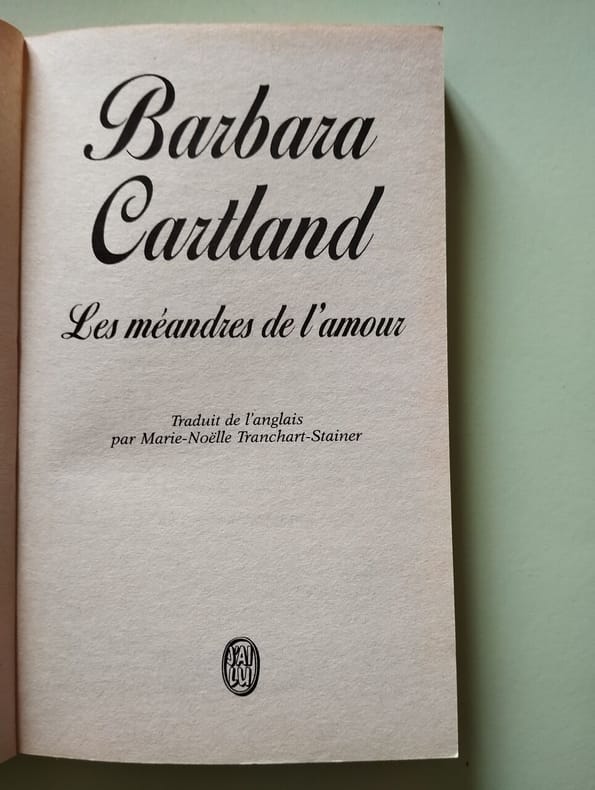 Barbara
Cartland
Les méandres de l'amour
Traduit de l'anglais
par Marie-Noëlle Tranchart-Stainer
J'AI
LU